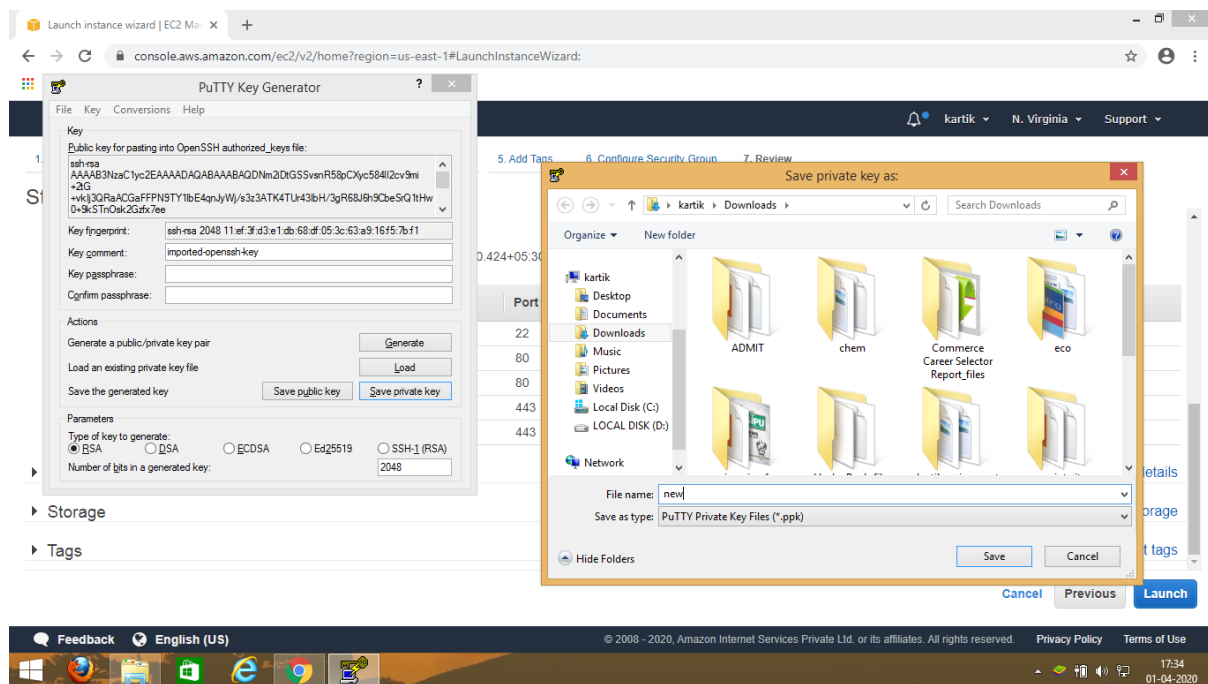 Launch instance wizard | EC2 Ma
console.aws.amazon.com/ec2/v2/home?region=us-east-1#LaunchInstanceWizard:
kartik N. Virginia Support
5. Add Tags 6. Configure Security Group 7. Review
PuTTY Key Generator
File Key Conversions Help
Key
Public key for pasting into OpenSSH authorized_keys file:
ssh-rsa
+2tG
Key fingerprint: ssh-rsa 2048 11:ef:3f:d3:e1:db:68:df:05:3c:63:a9:16:f5:7b:f1
Key comment: imported-openssh-key
Key passphrase:
Confirm passphrase:
Actions
Generate a public/private key pair Generate
Load an existing private key file Load
Save the generated key Save public key Save private key
Parameters
Type of key to generate:
RSA DSA ECDSA Ed25519 SSH-1 (RSA)
Number of bits in a generated key: 2048
0.424+05:30
Port
22
80
80
443
443
Save private key as:
kartik Downloads Search Downloads
Organize New folder
kartik
Desktop
Documents
Downloads
Music
Pictures
Videos
Local Disk (C:)
LOCAL DISK (D:)
Network
ADMIT chem Commerce Career Selector Report_files eco
File name: new
Save as type: PuTTY Private Key Files (*.ppk)
Hide Folders Save Cancel
Storage
Tags
Cancel Previous Launch
Feedback English (US) © 2008 - 2020, Amazon Internet Services Private Ltd. or its affiliates. All rights reserved. Privacy Policy Terms of Use
17:34
01-04-2020